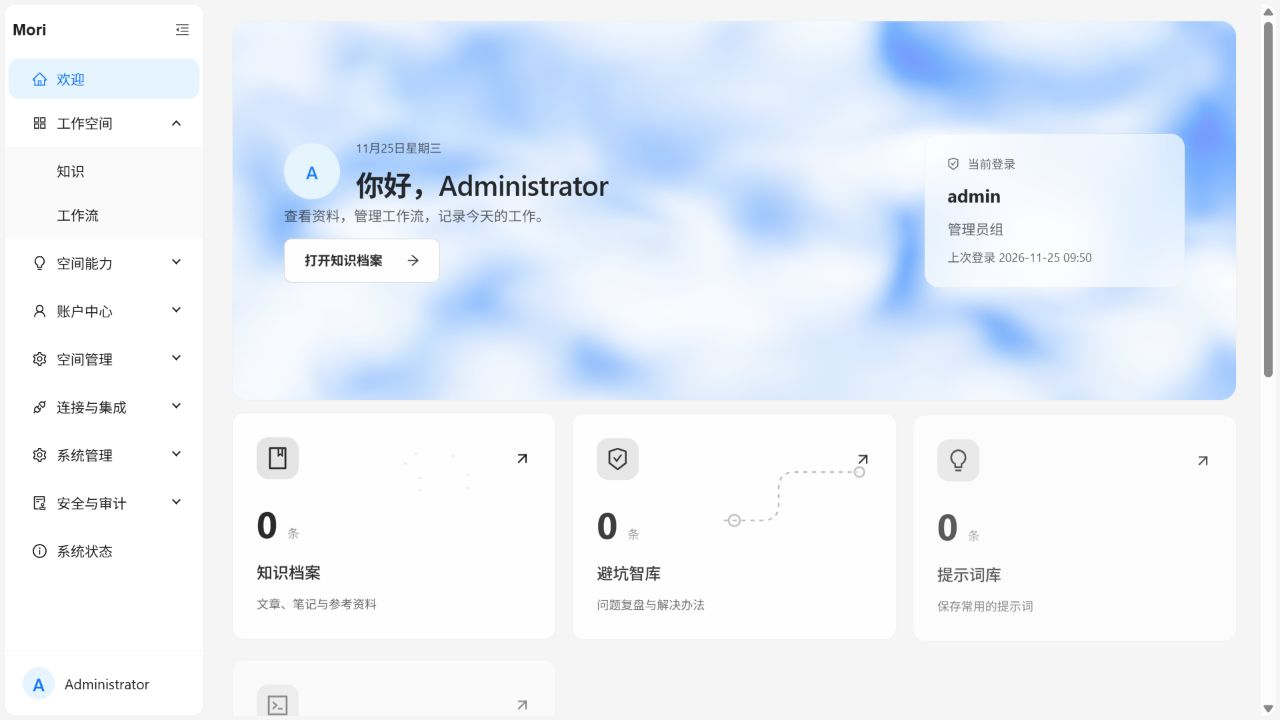 Mori
欢迎
工作空间
知识
工作流
空间能力
账户中心
空间管理
连接与集成
系统管理
安全与审计
系统状态
A
Administrator
A
11月25日星期三
你好，Administrator
查看资料，管理工作流，记录今天的工作。
打开知识档案
当前登录
admin
管理员组
上次登录 2026-11-25 09:50
0 条
知识档案
文章、笔记与参考资料
0 条
避坑智库
问题复盘与解决办法
0 条
提示词库
保存常用的提示词